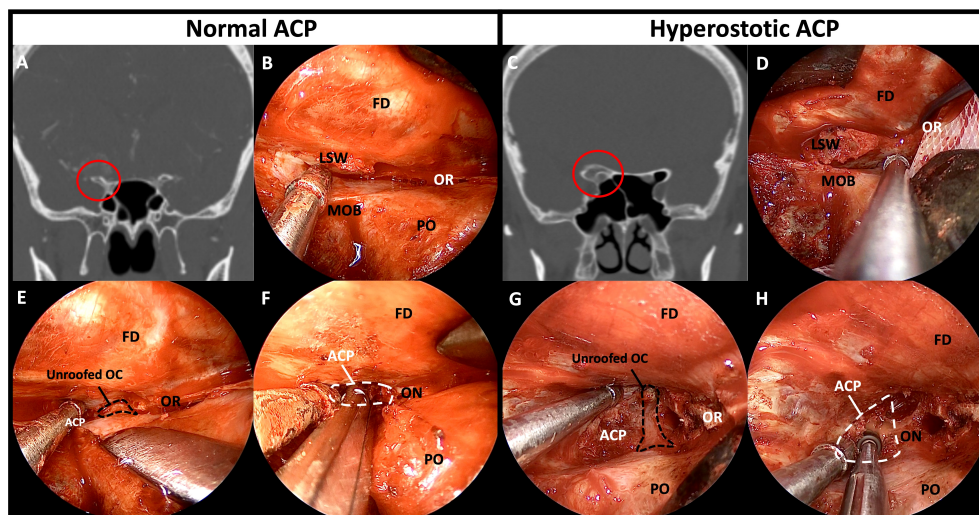 Normal ACP
Hyperostotic ACP
A
B
FD
LSW
OR
MOB
PO
C
D
FD
OR
LSW
MOB
E
FD
Unroofed OC
OR
ACP
F
FD
ACP
ON
PO
G
FD
Unroofed OC
OR
ACP
PO
H
FD
ACP
ON
PO